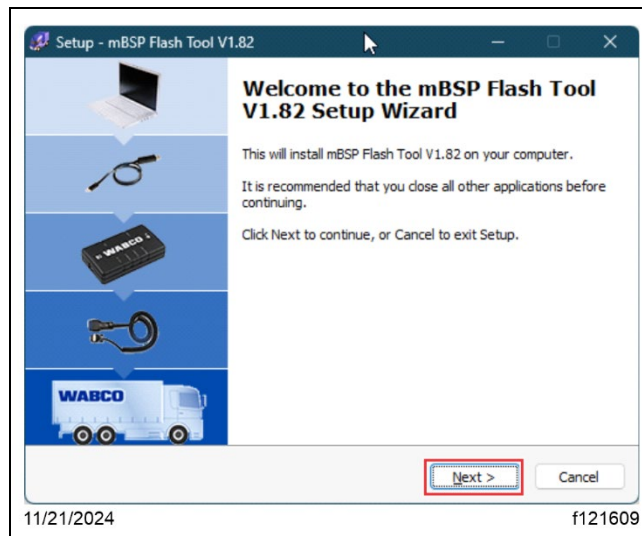 Setup - mBSP Flash Tool V1.82
Welcome to the mBSP Flash Tool
V1.82 Setup Wizard
This will install mBSP Flash Tool V1.82 on your computer.
It is recommended that you close all other applications before
continuing.
Click Next to continue, or Cancel to exit Setup.
WABCO
WABCO
Next >
Cancel
11/21/2024
f121609